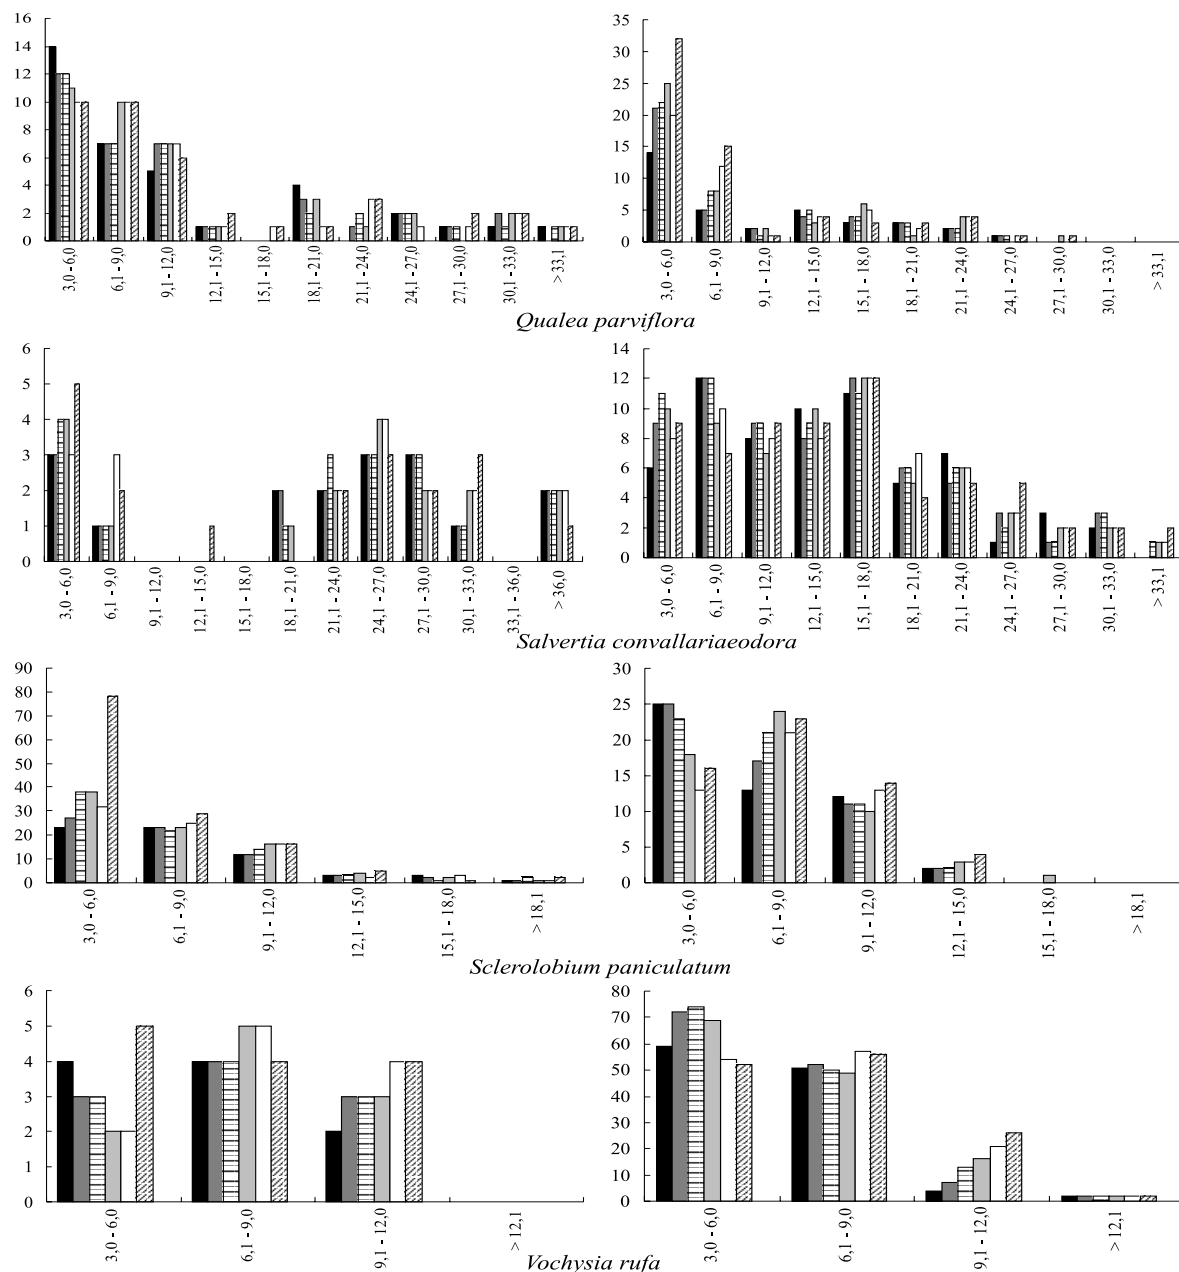 16
14
12
10
8
6
4
2
0
3,0 - 6,0
6,1 - 9,0
9,1 - 12,0
12,1 - 15,0
15,1 - 18,0
18,1 - 21,0
21,1 - 24,0
24,1 - 27,0
27,1 - 30,0
30,1 - 33,0
> 33,1
35
30
25
20
15
10
5
0
3,0 - 6,0
6,1 - 9,0
9,1 - 12,0
12,1 - 15,0
15,1 - 18,0
18,1 - 21,0
21,1 - 24,0
24,1 - 27,0
27,1 - 30,0
30,1 - 33,0
> 33,1
Qualea parviflora
6
5
4
3
2
1
0
3,0 - 6,0
6,1 - 9,0
9,1 - 12,0
12,1 - 15,0
15,1 - 18,0
18,1 - 21,0
21,1 - 24,0
24,1 - 27,0
27,1 - 30,0
30,1 - 33,0
33,1 - 36,0
> 36,0
14
12
10
8
6
4
2
0
3,0 - 6,0
6,1 - 9,0
9,1 - 12,0
12,1 - 15,0
15,1 - 18,0
18,1 - 21,0
21,1 - 24,0
24,1 - 27,0
27,1 - 30,0
30,1 - 33,0
> 33,1
Salvertia convallariaeodora
90
80
70
60
50
40
30
20
10
0
3,0 - 6,0
6,1 - 9,0
9,1 - 12,0
12,1 - 15,0
15,1 - 18,0
> 18,1
30
25
20
15
10
5
0
3,0 - 6,0
6,1 - 9,0
9,1 - 12,0
12,1 - 15,0
15,1 - 18,0
> 18,1
Sclerolobium paniculatum
6
5
4
3
2
1
0
3,0 - 6,0
6,1 - 9,0
9,1 - 12,0
> 12,1
80
70
60
50
40
30
20
10
0
3,0 - 6,0
6,1 - 9,0
9,1 - 12,0
> 12,1
Vochysia rufa